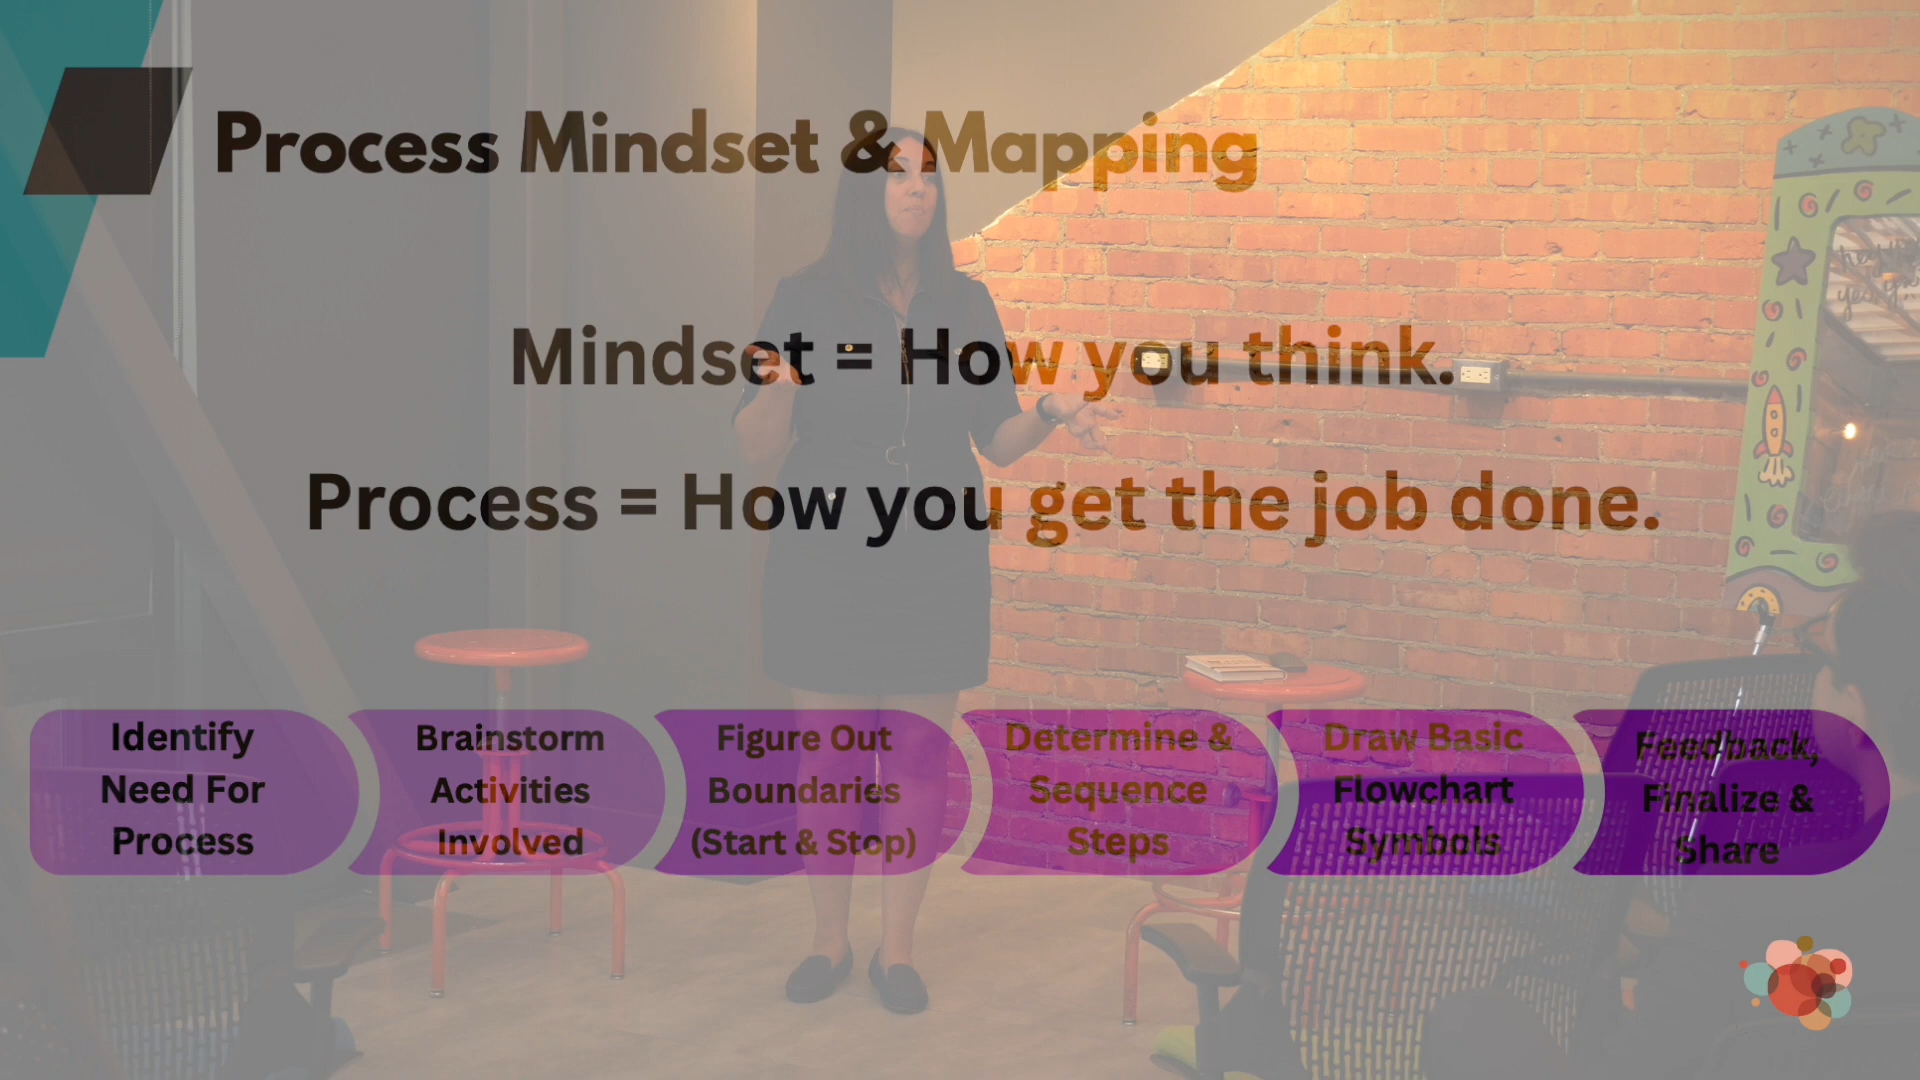 Process Mindset & Mapping
Mindset = How you think.
Process = How you get the job done.
Identify
Need For
Process
Brainstorm
Activities
Involved
Figure Out
Boundaries
(Start & Stop)
Determine &
Sequence
Steps
Draw Basic
Flowchart
Symbols
Feedback,
Finalize &
Share